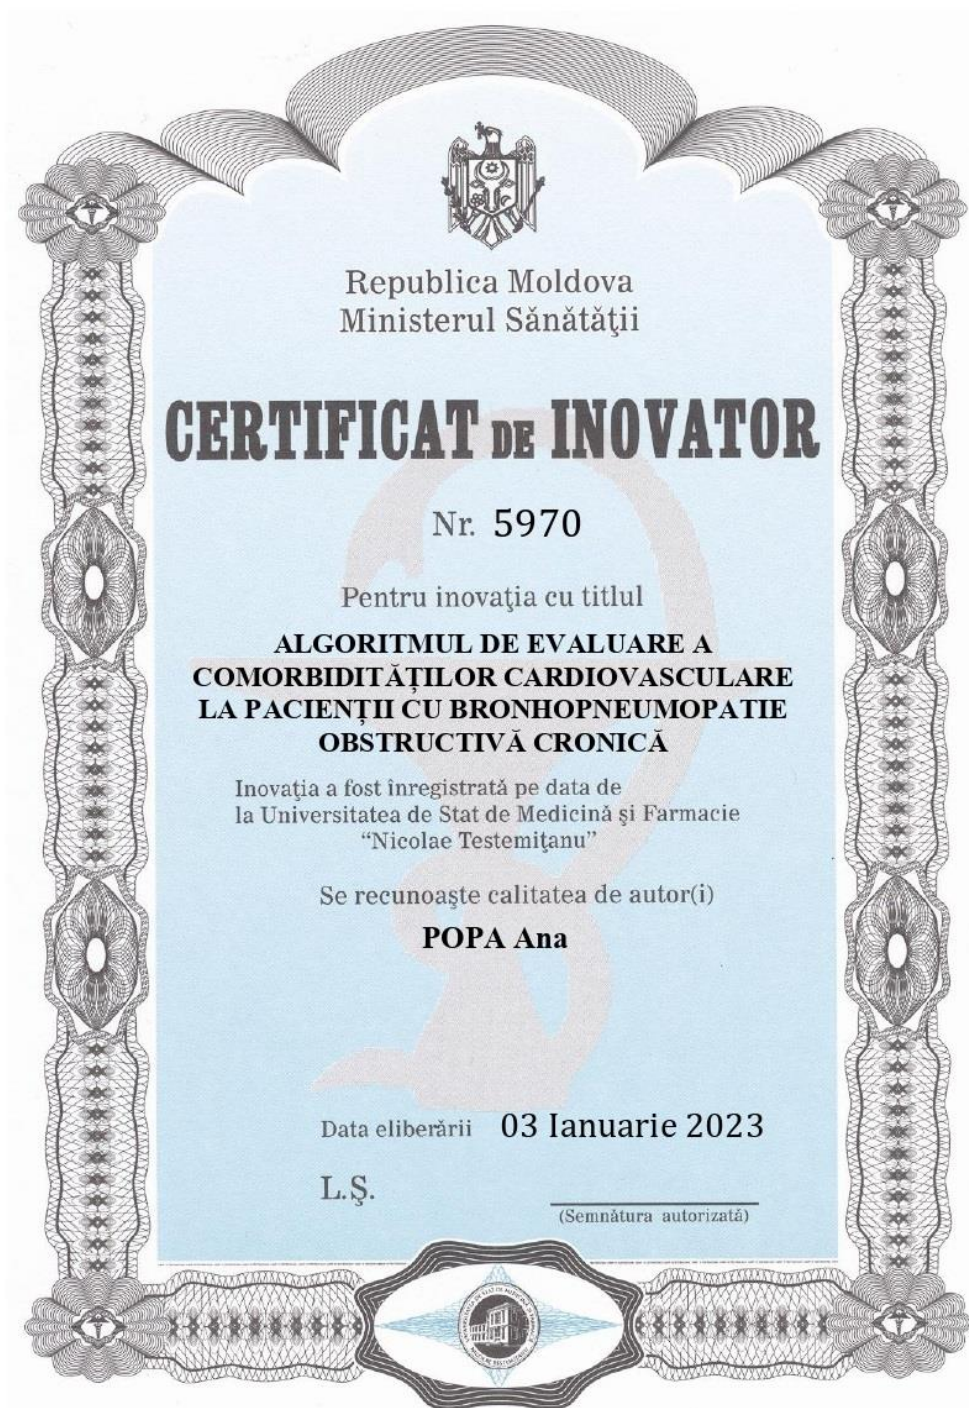 Republica Moldova
Ministerul Sănătăţii
CERTIFICAT DE INOVATOR
Nr. 5970
Pentru inovaţia cu titlul
ALGORITMUL DE EVALUARE A
COMORBIDITĂȚILOR CARDIOVASCULARE
LA PACIENȚII CU BRONHOPNEUMOPATIE
OBSTRUCTIVĂ CRONICĂ
Inovaţia a fost înregistrată pe data de
la Universitatea de Stat de Medicină şi Farmacie
“Nicolae Testemiţanu”
Se recunoaşte calitatea de autor(i)
POPA Ana
Data eliberării 03 Ianuarie 2023
L.Ş.
(Semnătura autorizată)